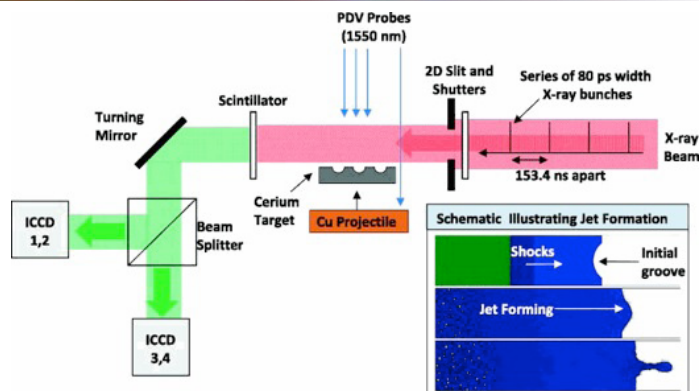 PDV Probes
(1550 nm)
2D Slit and
Shutters
Series of 80 ps width
X-ray bunches
Scintillator
Turning
Mirror
X-ray
Beam
153.4 ns apart
Cerium
Target
Cu Projectile
ICCD
1,2
Beam
Splitter
ICCD
3,4
Schematic Illustrating Jet Formation
Shocks
Initial
groove
Jet Forming